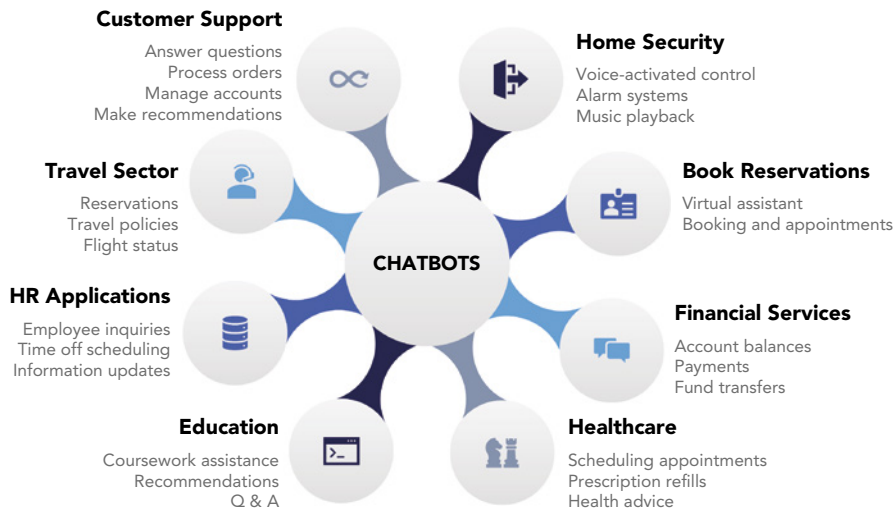 Customer Support
Answer questions
Process orders
Manage accounts
Make recommendations
Home Security
Voice-activated control
Alarm systems
Music playback
Travel Sector
Reservations
Travel policies
Flight status
Book Reservations
Virtual assistant
Booking and appointments
CHATBOTS
HR Applications
Employee inquiries
Time off scheduling
Information updates
Financial Services
Account balances
Payments
Fund transfers
Education
Coursework assistance
Recommendations
Q & A
Healthcare
Scheduling appointments
Prescription refills
Health advice